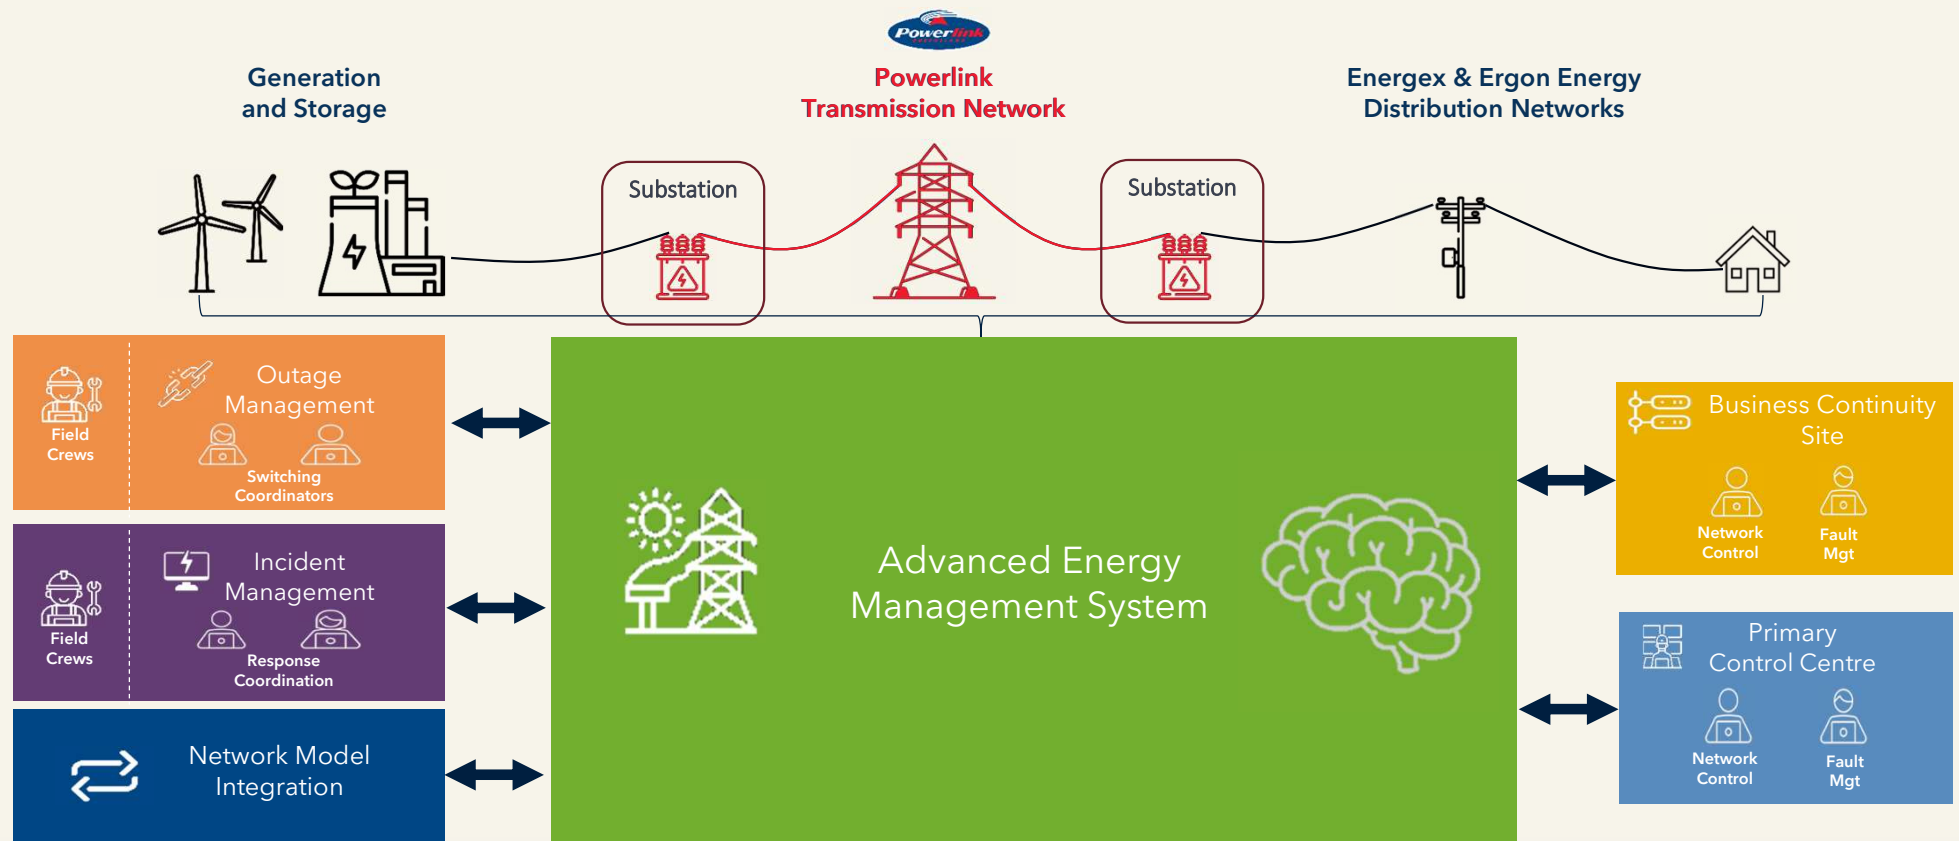 Powerlink
Generation
and Storage
Powerlink
Transmission Network
Energex & Ergon Energy
Distribution Networks
Substation
Substation
Outage
Management
Field
Crews
Switching
Coordinators
Incident
Management
Field
Crews
Response
Coordination
Network Model
Integration
Advanced Energy
Management System
Business Continuity
Site
Network
Control
Fault
Mgt
Primary
Control Centre
Network
Control
Fault
Mgt